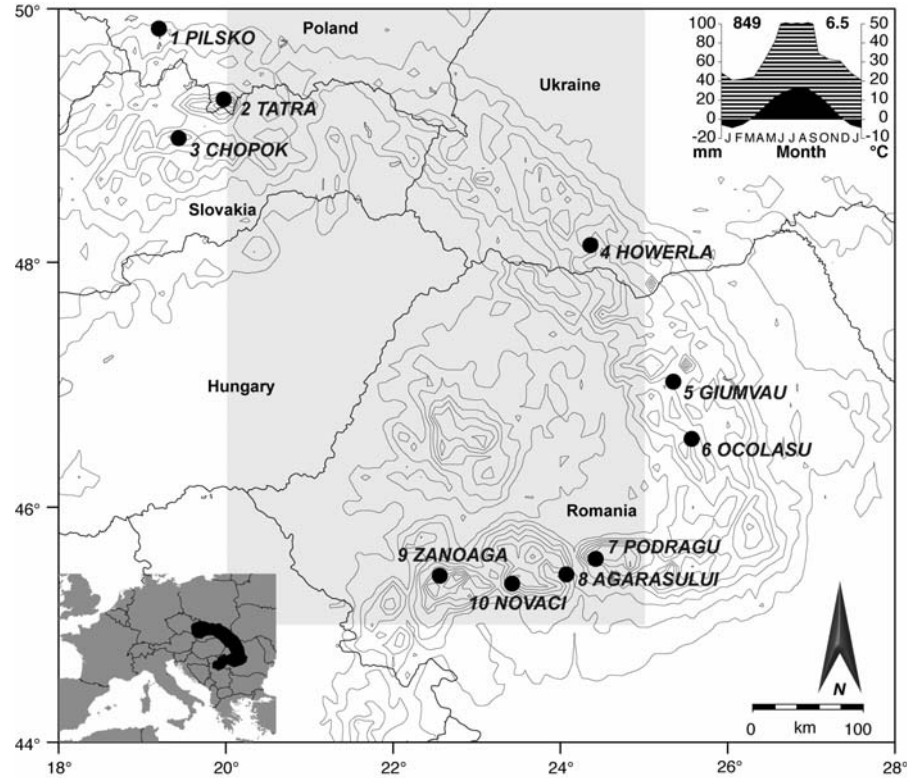 50°
48°
46°
44°
18
20
22
24
26
28
Poland
Ukraine
Slovakia
Hungary
Romania
1 PILSKO
2 TATRA
3 CHOPOK
4 HOWERLA
5 GIUMVAU
6 OCOLASU
7 PODRAGU
8 AGARASULUI
9 ZANOAGA
10 NOVACI
849 6.5
100 50
80 40
60 30
40 20
20 10
0 0
-20 -10
J F M A M J J A S O N D J
mm Month °C
N
0 km 100